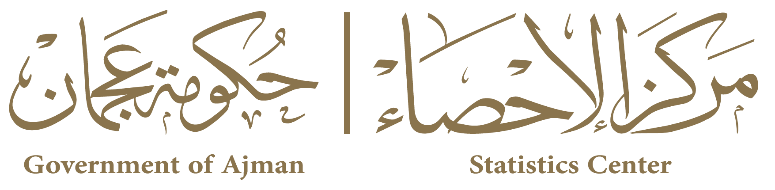 مركز الإحصاء
Statistics Center
حكومة عجمان
Government of Ajman